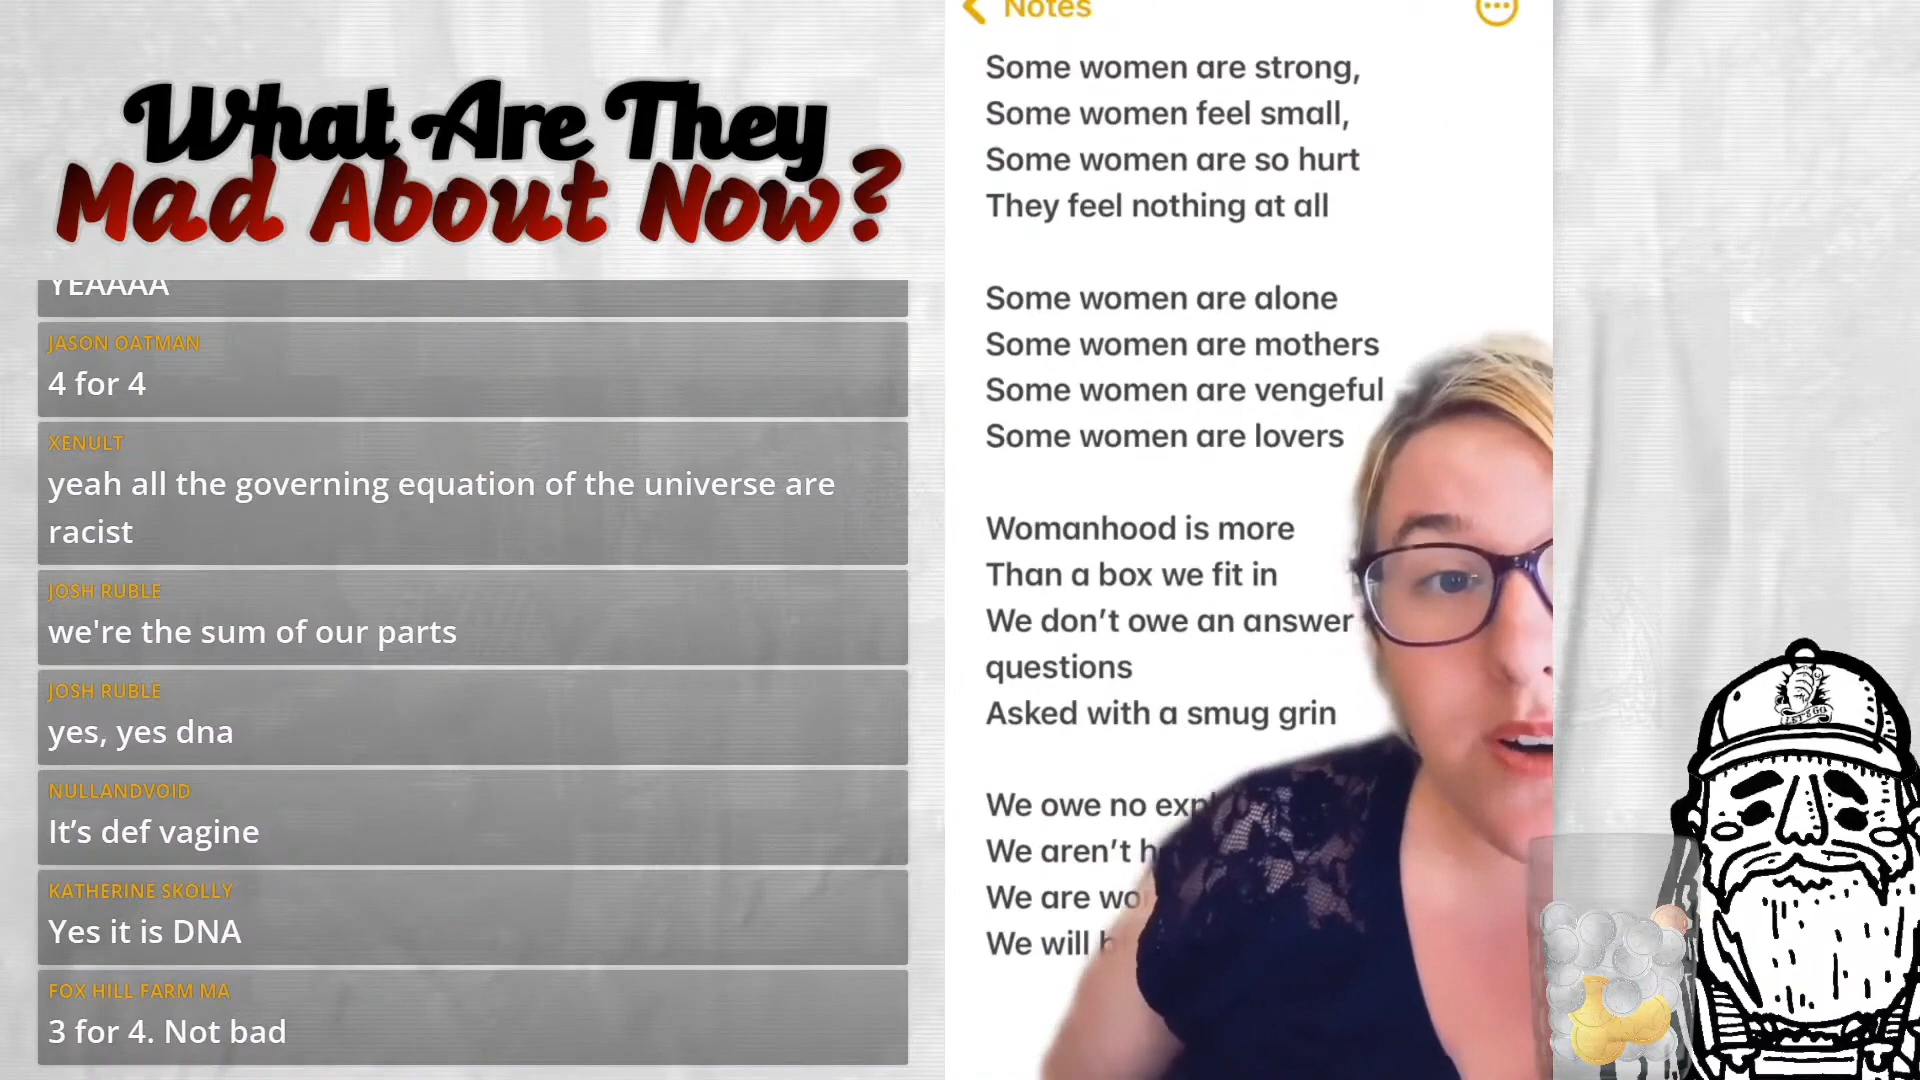 What Are They
Mad About Now?
YEAAAA
JASON OATMAN
4 for 4
XENULT
yeah all the governing equation of the universe are
racist
JOSH RUBLE
we're the sum of our parts
JOSH RUBLE
yes, yes dna
NULLANDVOID
It’s def vagine
KATHERINE SKOLLY
Yes it is DNA
FOX HILL FARM MA
3 for 4. Not bad
Notes
Some women are strong,
Some women feel small,
Some women are so hurt
They feel nothing at all
Some women are alone
Some women are mothers
Some women are vengeful
Some women are lovers
Womanhood is more
Than a box we fit in
We don’t owe an answer
questions
Asked with a smug grin
We owe no
We aren’t
We are
We will
LET'S GO